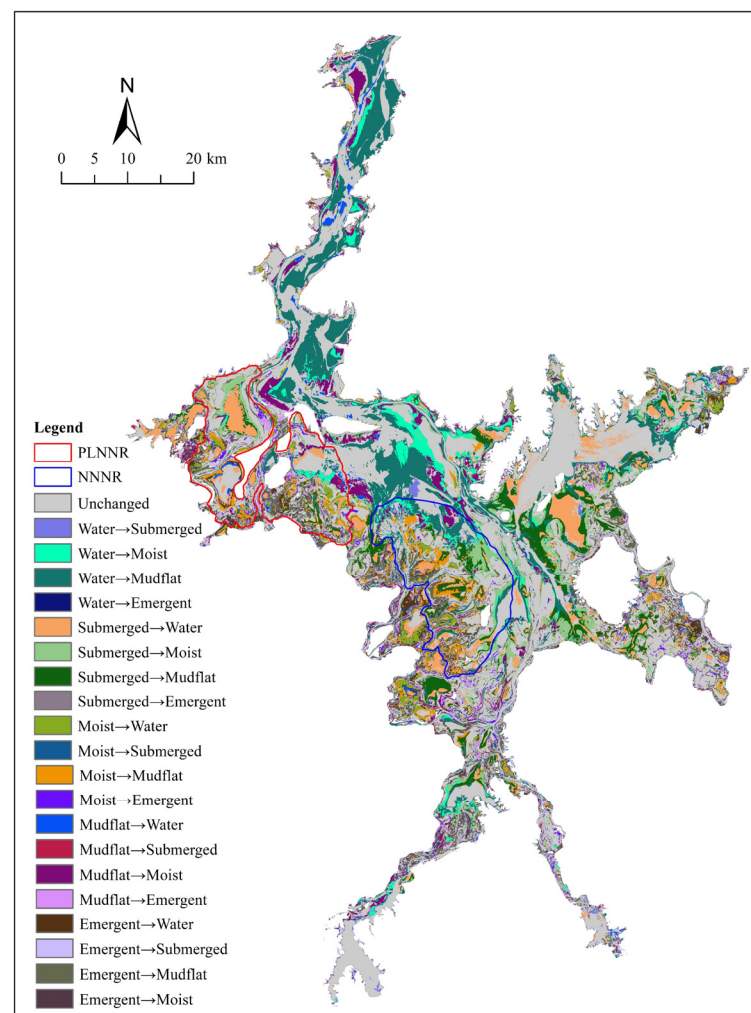 N
0 5 10 20 km
Legend
PLNNR
NNNR
Unchanged
Water→Submerged
Water→Moist
Water→Mudflat
Water→Emergent
Submerged→Water
Submerged→Moist
Submerged→Mudflat
Submerged→Emergent
Moist→Water
Moist→Submerged
Moist→Mudflat
Moist→Emergent
Mudflat→Water
Mudflat→Submerged
Mudflat→Moist
Mudflat→Emergent
Emergent→Water
Emergent→Submerged
Emergent→Mudflat
Emergent→Moist